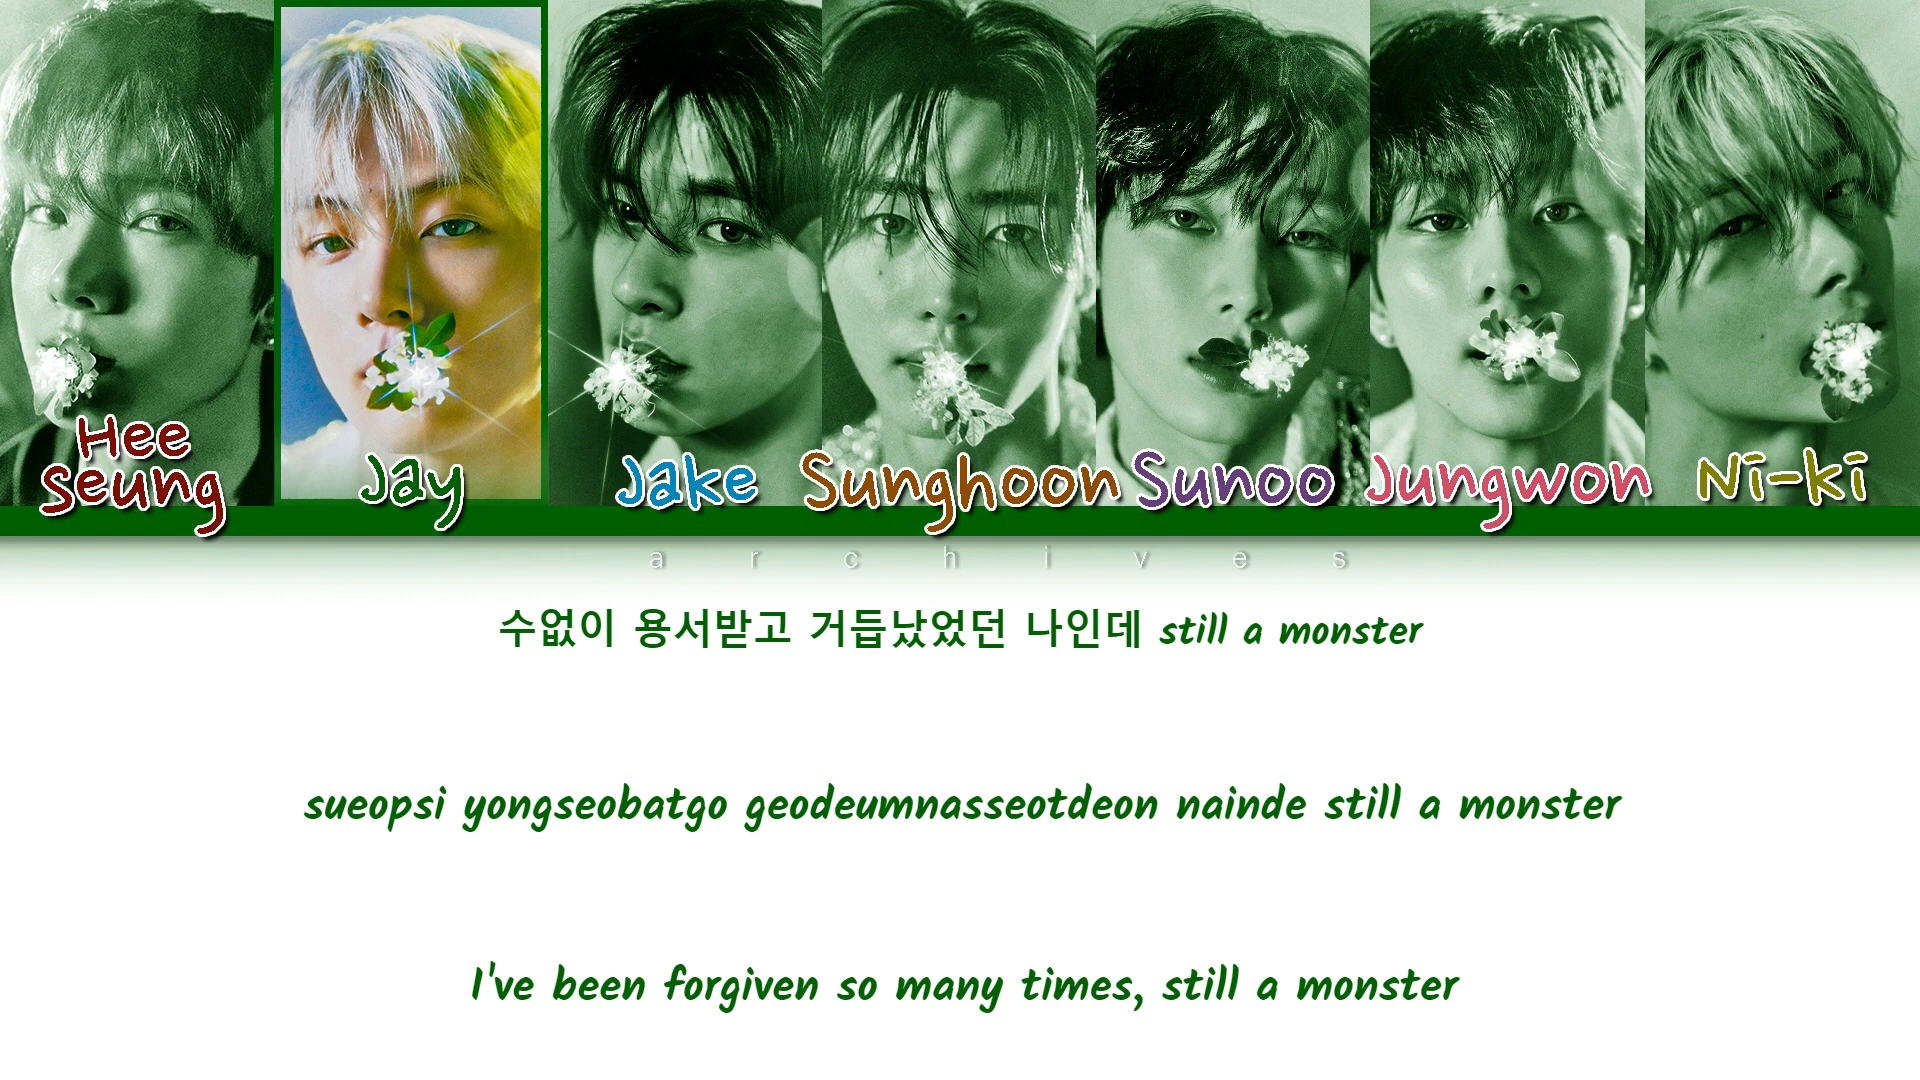 Hee
Seung
Jay
Jake
Sunghoon
Sunoo
Jungwon
Ni-ki
archives
수없이 용서받고 거듭났었던 나인데 still a monster
sueopsi yongseobatgo geodeumnasseotdeon nainde still a monster
I've been forgiven so many times, still a monster